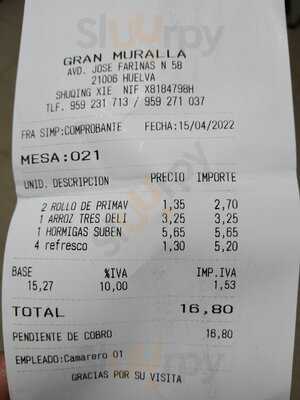 GRAN MURALLA
AVD. JOSE FARINAS N 58
21006 HUELVA
SHUQING XIE NIF X8184798H
TLF. 959 231 713 / 959 271 037
FRA SIMP:COMPROBANTE FECHA:15/04/2022
MESA:021
UNID. DESCRIPCION PRECIO IMPORTE
2 ROLLO DE PRIMAV 1,35 2,70
1 ARROZ TRES DELI 3,25 3,25
1 HORMIGAS SUBEN 5,65 5,65
4 refresco 1,30 5,20
BASE %IVA IMP.IVA
15,27 10,00 1,53
TOTAL 16,80
PENDIENTE DE COBRO 16,80
EMPLEADO:Camarero 01
GRACIAS POR SU VISITA